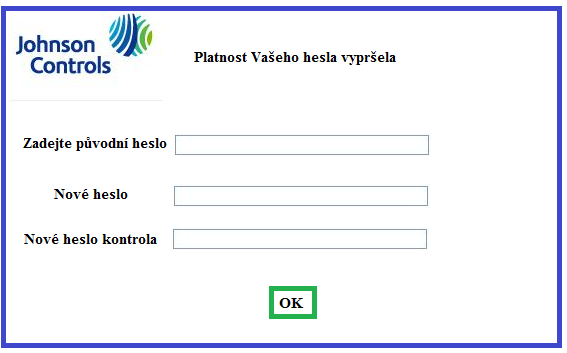 Johnson
Controls
Platnost Vašeho hesla vypršela
Zadejte původní heslo
Nové heslo
Nové heslo kontrola
OK